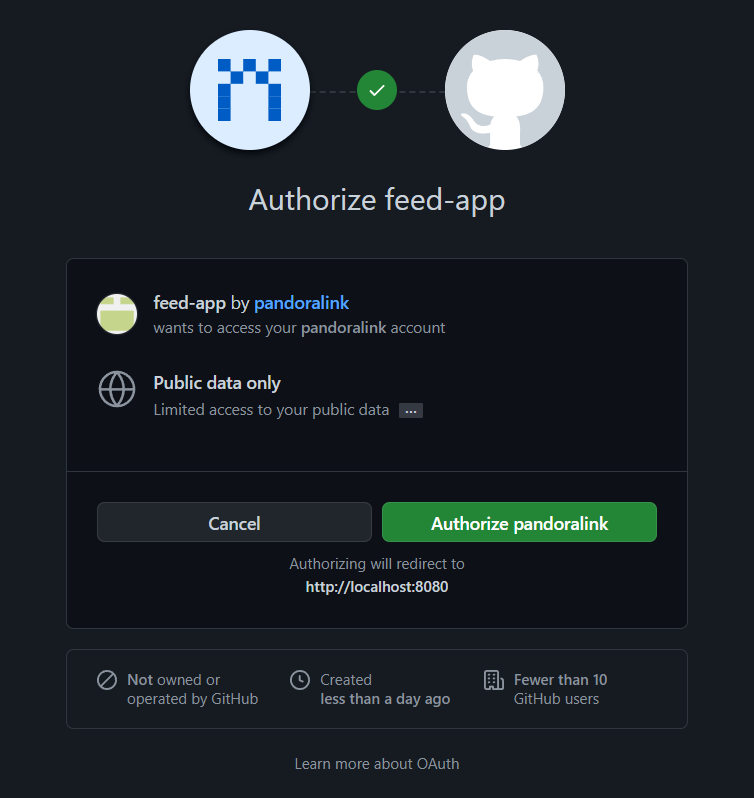 Authorize feed-app
feed-app by pandoralink
wants to access your pandoralink account
Public data only
Limited access to your public data ...
Cancel
Authorize pandoralink
Authorizing will redirect to
http://localhost:8080
Not owned or
operated by GitHub
Created
less than a day ago
Fewer than 10
GitHub users
Learn more about OAuth